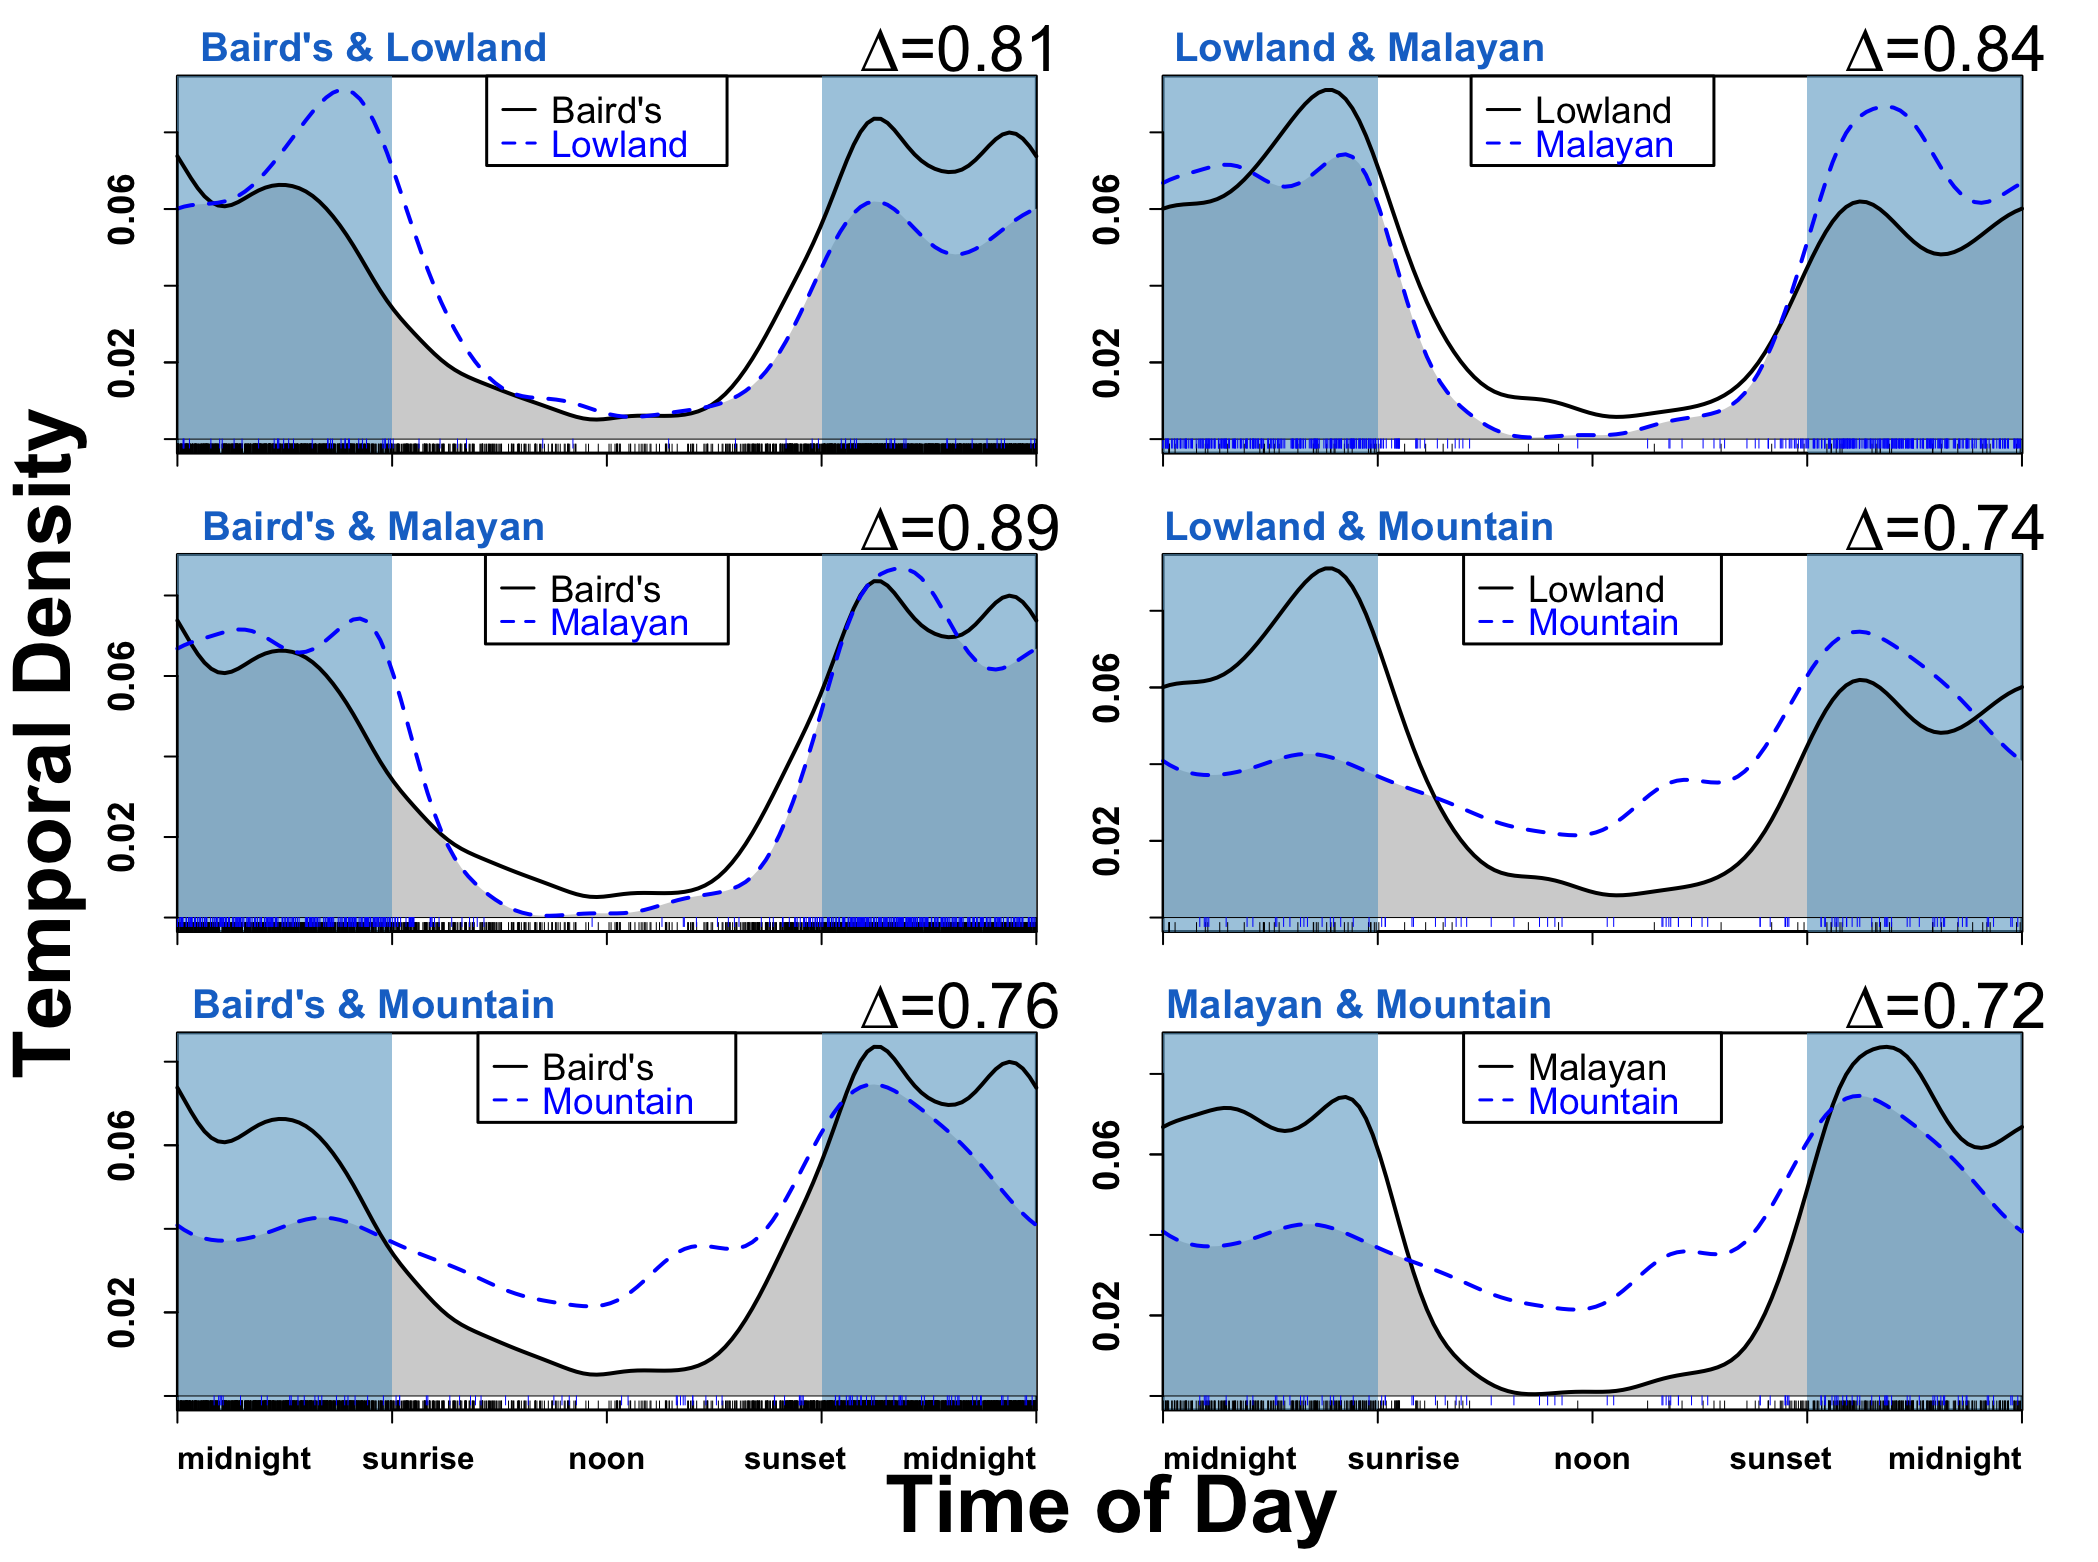 Baird's & Lowland
Δ=0.81
Baird's
Lowland
0.06
0.02
Lowland & Malayan
Δ=0.84
Lowland
Malayan
0.06
0.02
Baird's & Malayan
Δ=0.89
Baird's
Malayan
0.06
0.02
Lowland & Mountain
Δ=0.74
Lowland
Mountain
0.06
0.02
Baird's & Mountain
Δ=0.76
Baird's
Mountain
0.06
0.02
Malayan & Mountain
Δ=0.72
Malayan
Mountain
0.06
0.02
Temporal Density
midnight sunrise noon sunset midnight
midnight sunrise noon sunset midnight
Time of Day